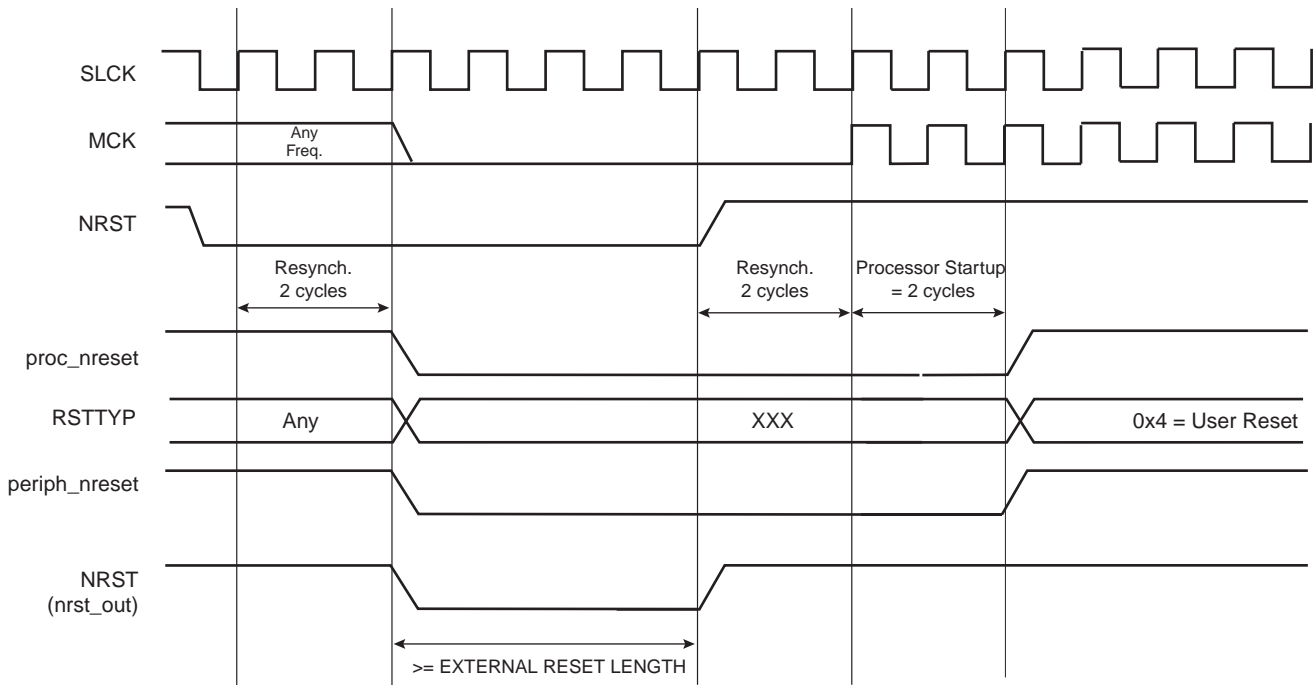 SLCK
MCK
Any
Freq.
NRST
Resynch.
2 cycles
Resynch.
2 cycles
Processor Startup
= 2 cycles
proc_nreset
RSTTYP
Any
XXX
0x4 = User Reset
periph_nreset
NRST
(nrst_out)
>= EXTERNAL RESET LENGTH